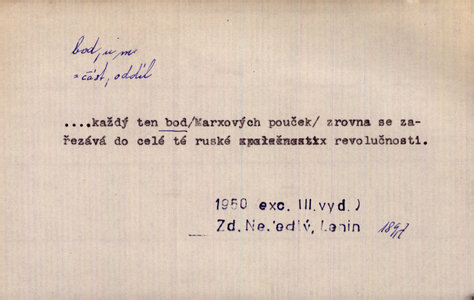 bod, u, m
= část, oddíl
....každý ten bod/Marxových pouček/ zrovna se za-
řezává do celé té ruské společnosti revolučnosti.
1950 exc. III. vyd. )
Zd. Nejedlý, Lenin